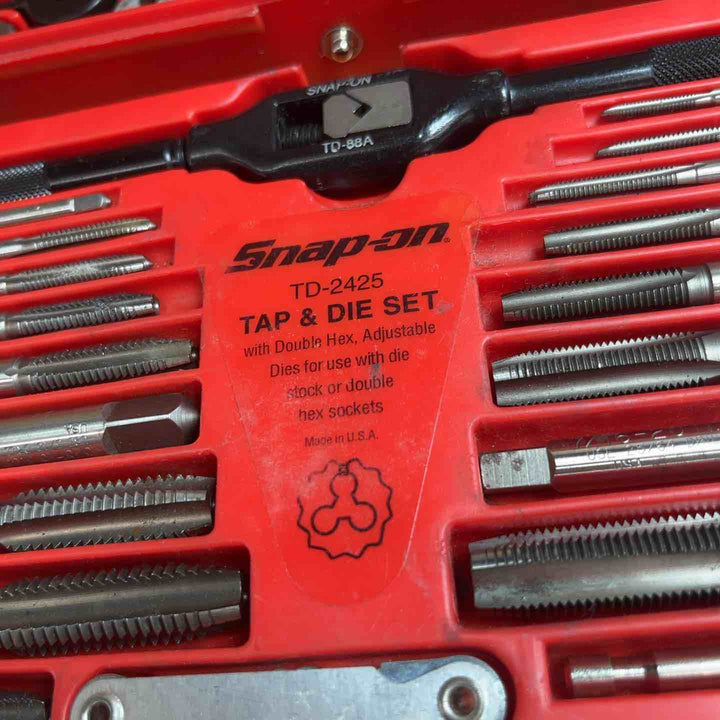 SNAP-ON
TD-88A
Snap-on®
TD-2425
TAP & DIE SET
with Double Hex, Adjustable
Dies for use with die
stock or double
hex sockets
Made in U.S.A.
USA